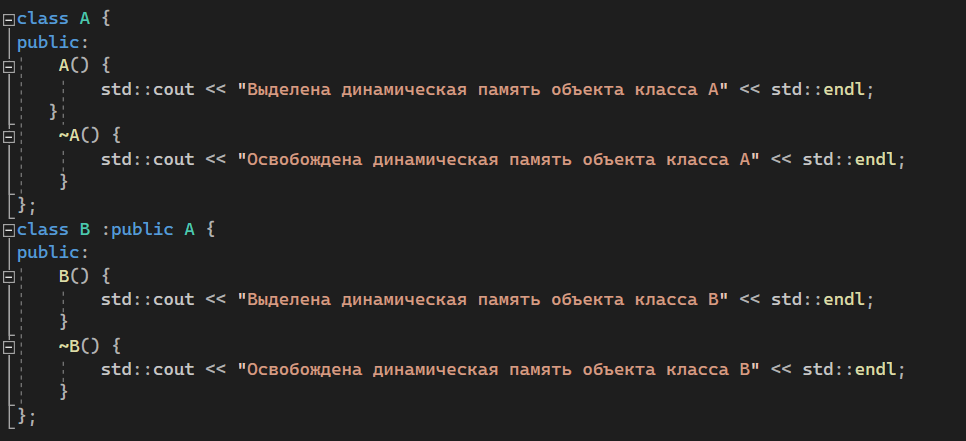 class A {
public:
    A() {
        std::cout << "Выделена динамическая память объекта класса A" << std::endl;
    }
    ~A() {
        std::cout << "Освобождена динамическая память объекта класса A" << std::endl;
    }
};
class B :public A {
public:
    B() {
        std::cout << "Выделена динамическая память объекта класса B" << std::endl;
    }
    ~B() {
        std::cout << "Освобождена динамическая память объекта класса B" << std::endl;
    }
};